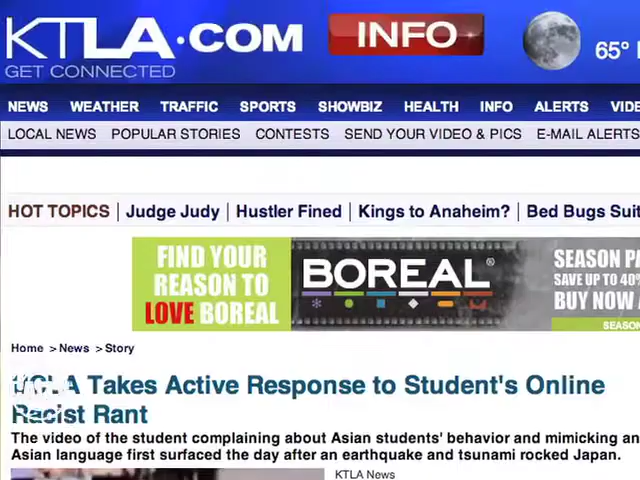 KTLA.COM
GET CONNECTED
INFO
65°
NEWS WEATHER TRAFFIC SPORTS SHOWBIZ HEALTH INFO ALERTS
LOCAL NEWS POPULAR STORIES CONTESTS SEND YOUR VIDEO & PICS E-MAIL ALERTS
HOT TOPICS Judge Judy Hustler Fined Kings to Anaheim? Bed Bugs
FIND YOUR
REASON TO
LOVE BOREAL
BOREAL®
SEASON
SAVE UP TO 40%
BUY NOW
SEASON
Home > News > Story
UCLA Takes Active Response to Student's Online
Racist Rant
The video of the student complaining about Asian students' behavior and mimicking an
Asian language first surfaced the day after an earthquake and tsunami rocked Japan.
KTLA News